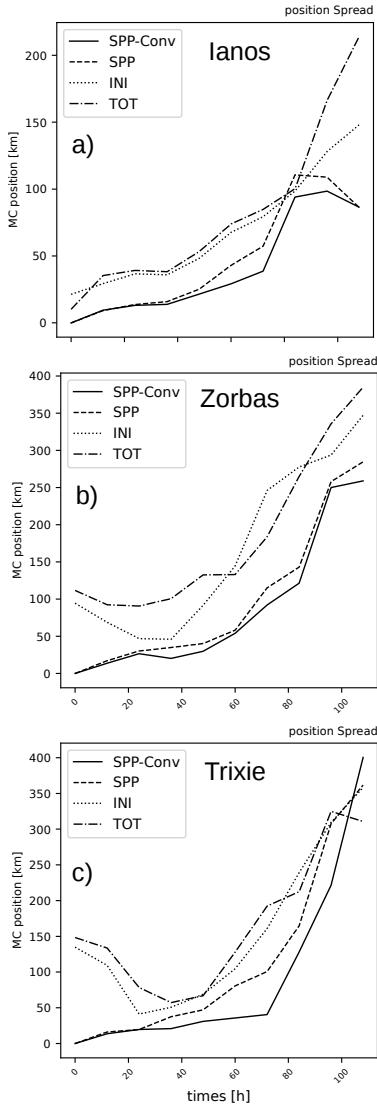 position Spread
Ianos
SPP-Conv
SPP
INI
TOT
a)
MC position [km]
200
150
100
50
0
position Spread
Zorbas
SPP-Conv
SPP
INI
TOT
b)
MC position [km]
400
350
300
250
200
150
100
50
0
0 20 40 60 80 100
position Spread
Trixie
SPP-Conv
SPP
INI
TOT
c)
MC position [km]
400
350
300
250
200
150
100
50
0
0 20 40 60 80 100
times [h]